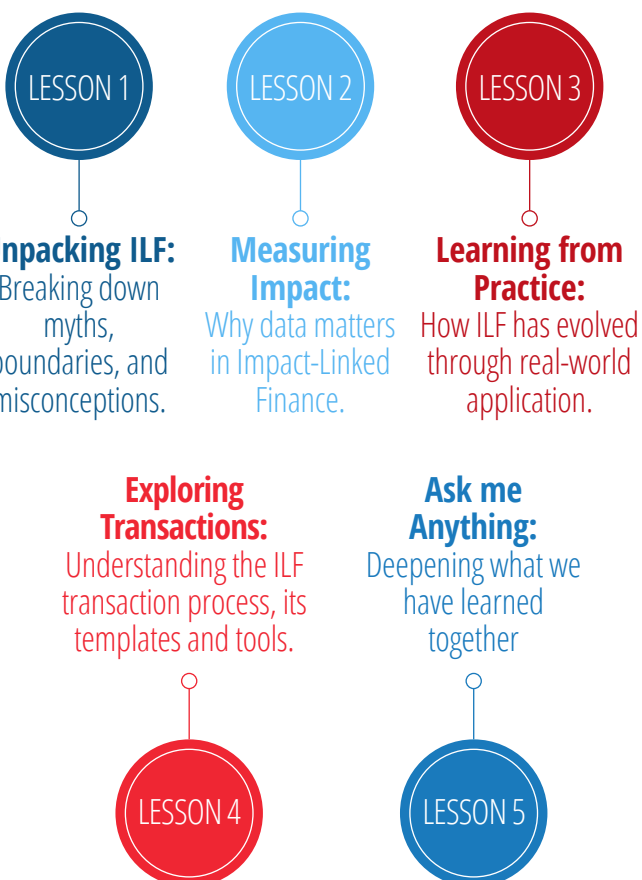 LESSON 1
LESSON 2
LESSON 3
Unpacking ILF:
Breaking down
myths,
boundaries, and
misconceptions.
Measuring
Impact:
Why data matters
in Impact-Linked
Finance.
Learning from
Practice:
How ILF has evolved
through real-world
application.
Exploring
Transactions:
Understanding the ILF
transaction process, its
templates and tools.
Ask me
Anything:
Deepening what we
have learned
together
LESSON 4
LESSON 5